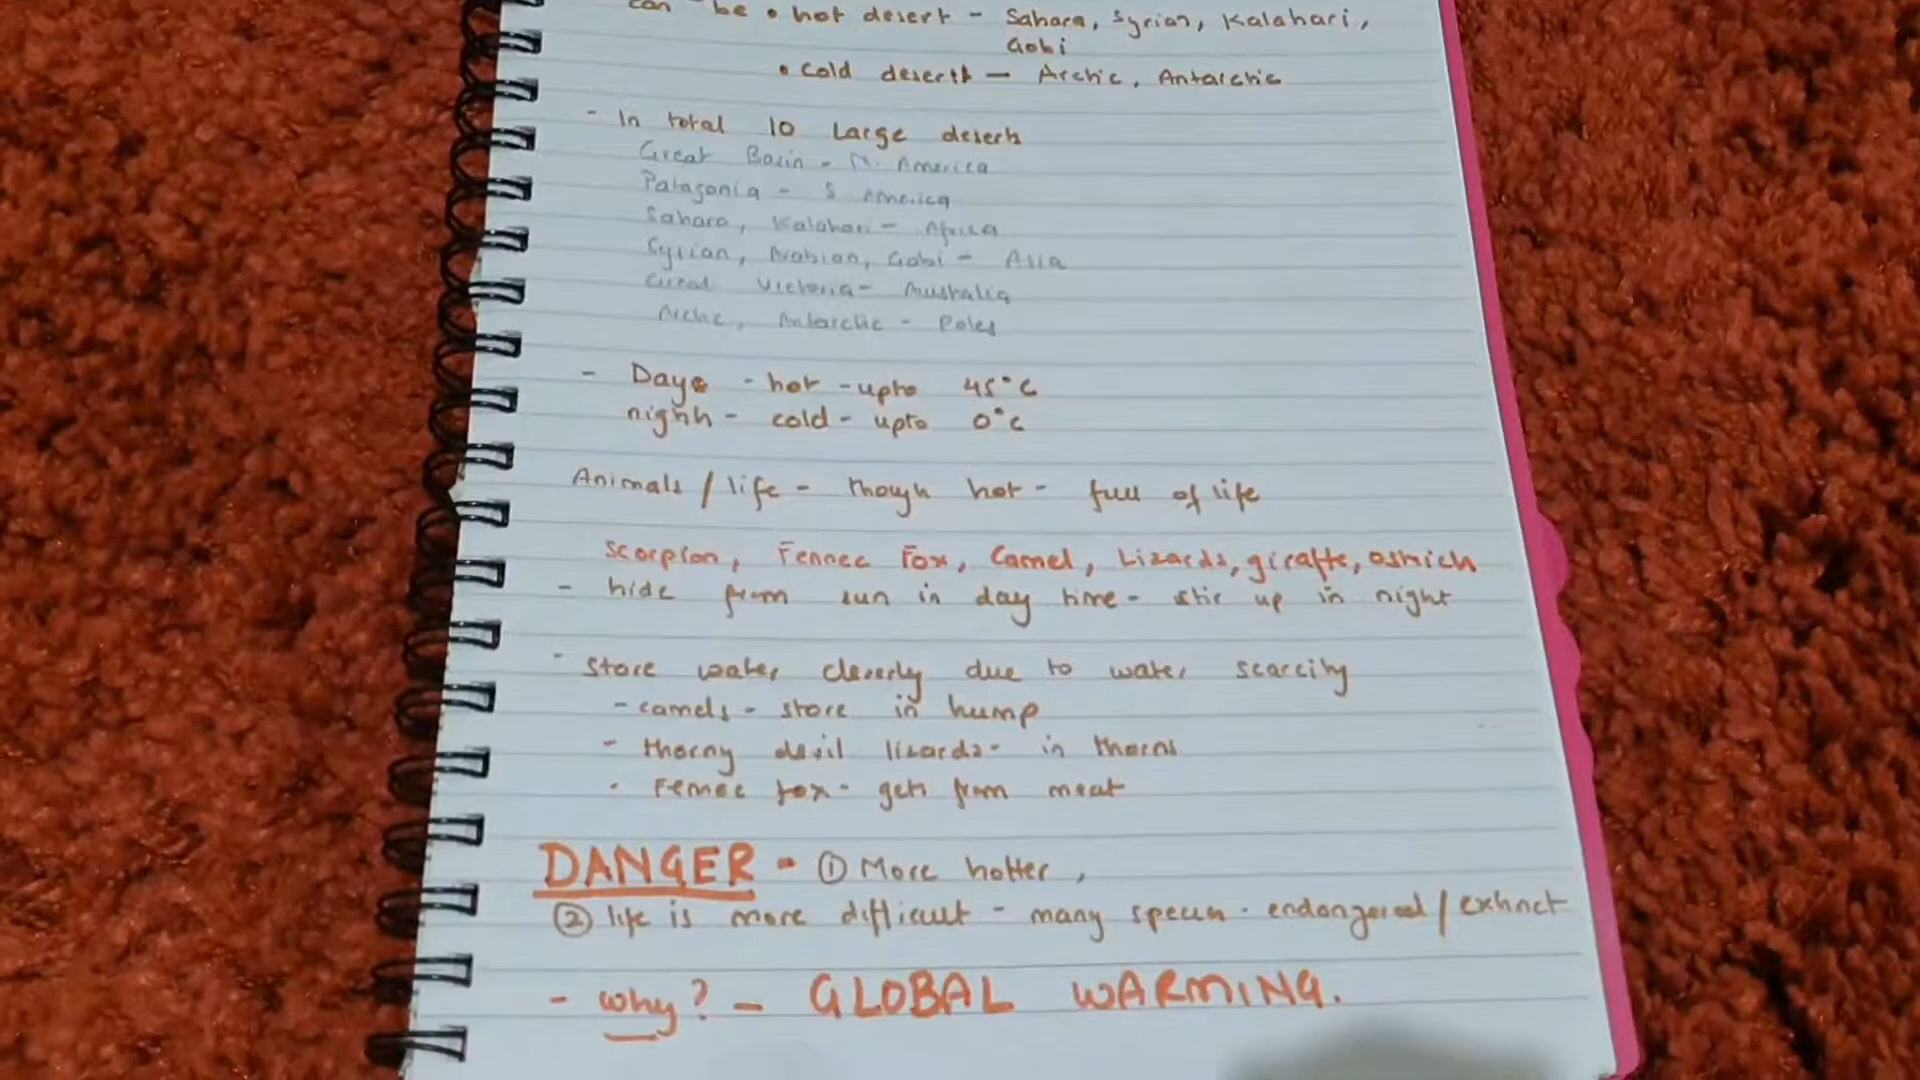 can be • hot desert - Sahara, Syrian, Kalahari,
Gobi
• Cold desert - Arctic, Antarctic
- In total 10 Large deserts
Great Basin - N. America
Patagonia - S America
Sahara, Kalahari - Africa
Syrian, Arabian, Gobi - Asia
Great Victoria - Australia
Arctic, Antarctic - Poles
- Days - hot - upto 45°C
night - cold - upto 0°C
Animals / life - though hot - full of life
Scorpion, Fennec Fox, Camel, Lizards, giraffe, ostrich
- hide from sun in day time - stir up in night
- Store water cleverly due to water scarcity
- camels - store in hump
- thorny devil lizards - in thorns
- Fennec fox - gets from meat
DANGER - ① More hotter,
② life is more difficult - many species - endangered / extinct
- why? - GLOBAL WARMING.